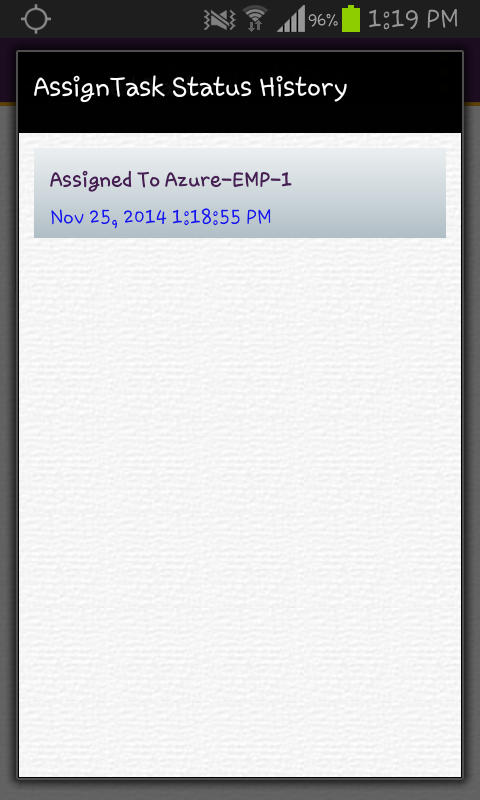 96% 1:19 PM
AssignTask Status History
Assigned To Azure-EMP-1
Nov 25, 2014 1:18:55 PM